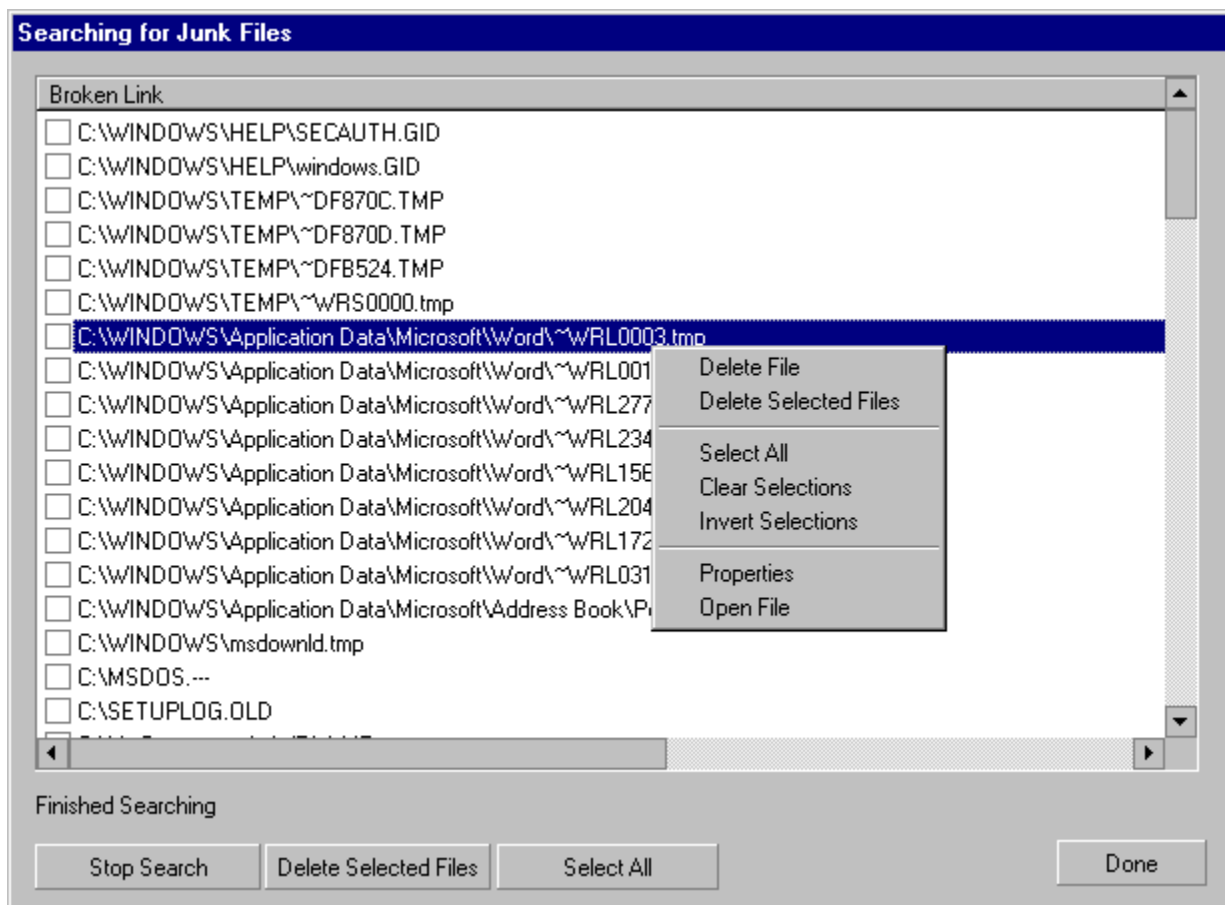 Searching for Junk Files
Broken Link
C:\WINDOWS\HELP\SECAUTH.GID
C:\WINDOWS\HELP\windows.GID
C:\WINDOWS\TEMP\~DF870C.TMP
C:\WINDOWS\TEMP\~DF870D.TMP
C:\WINDOWS\TEMP\~DFB524.TMP
C:\WINDOWS\TEMP\~WRS0000.tmp
C:\WINDOWS\Application Data\Microsoft\Word\~WRL0003.tmp
C:\WINDOWS\Application Data\Microsoft\Word\~WRL001
C:\WINDOWS\Application Data\Microsoft\Word\~WRL277
C:\WINDOWS\Application Data\Microsoft\Word\~WRL234
C:\WINDOWS\Application Data\Microsoft\Word\~WRL156
C:\WINDOWS\Application Data\Microsoft\Word\~WRL204
C:\WINDOWS\Application Data\Microsoft\Word\~WRL172
C:\WINDOWS\Application Data\Microsoft\Word\~WRL031
C:\WINDOWS\Application Data\Microsoft\Address Book\P
C:\WINDOWS\msdownld.tmp
C:\MSDOS.---
C:\SETUPLOG.OLD
Delete File
Delete Selected Files
Select All
Clear Selections
Invert Selections
Properties
Open File
Finished Searching
Stop Search
Delete Selected Files
Select All
Done